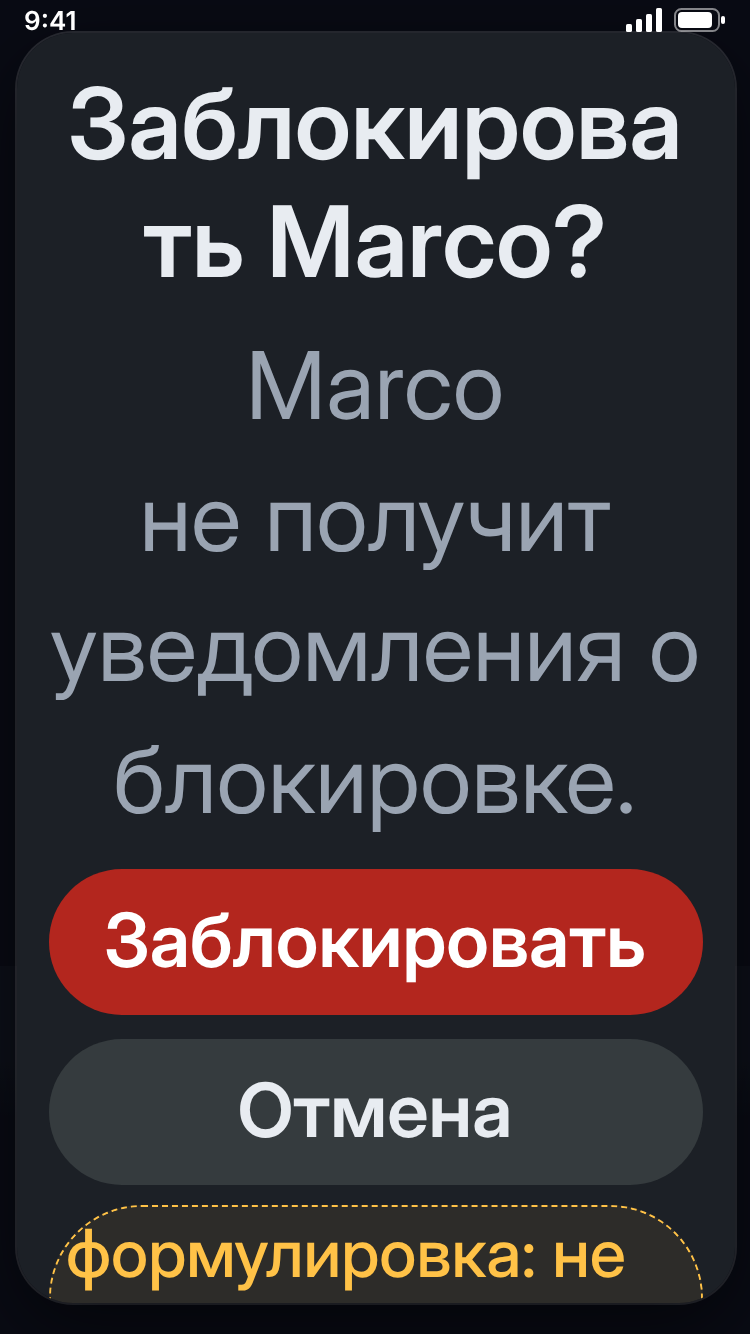 9:41
Заблокирова
ть Marco?
Marco
не получит
уведомления о
блокировке.
Заблокировать
Отмена
формулировка: не